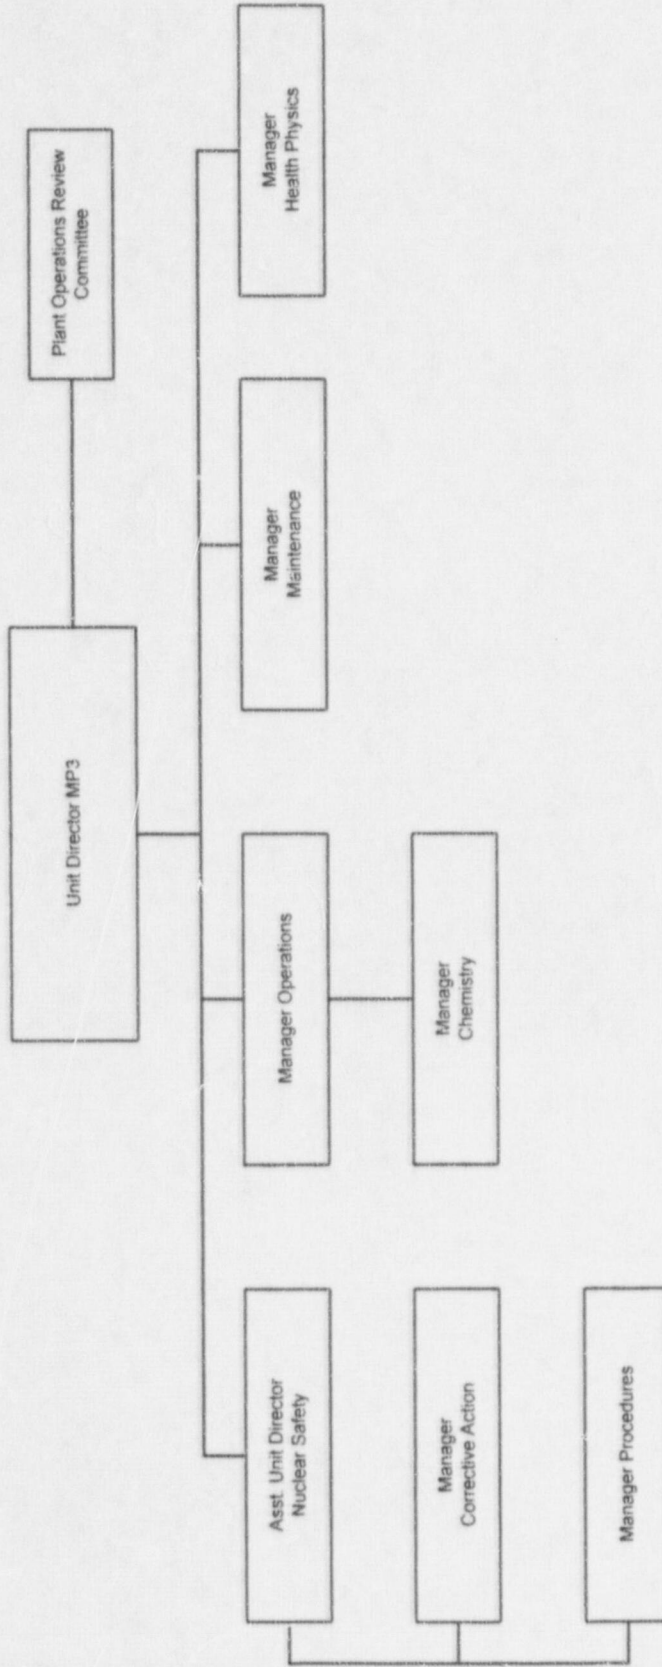 Unit Director MP3
Plant Operations Review
Committee
Asst. Unit Director
Nuclear Safety
Manager Operations
Manager
Maintenance
Manager
Health Physics
Manager
Corrective Action
Manager
Chemistry
Manager Procedures